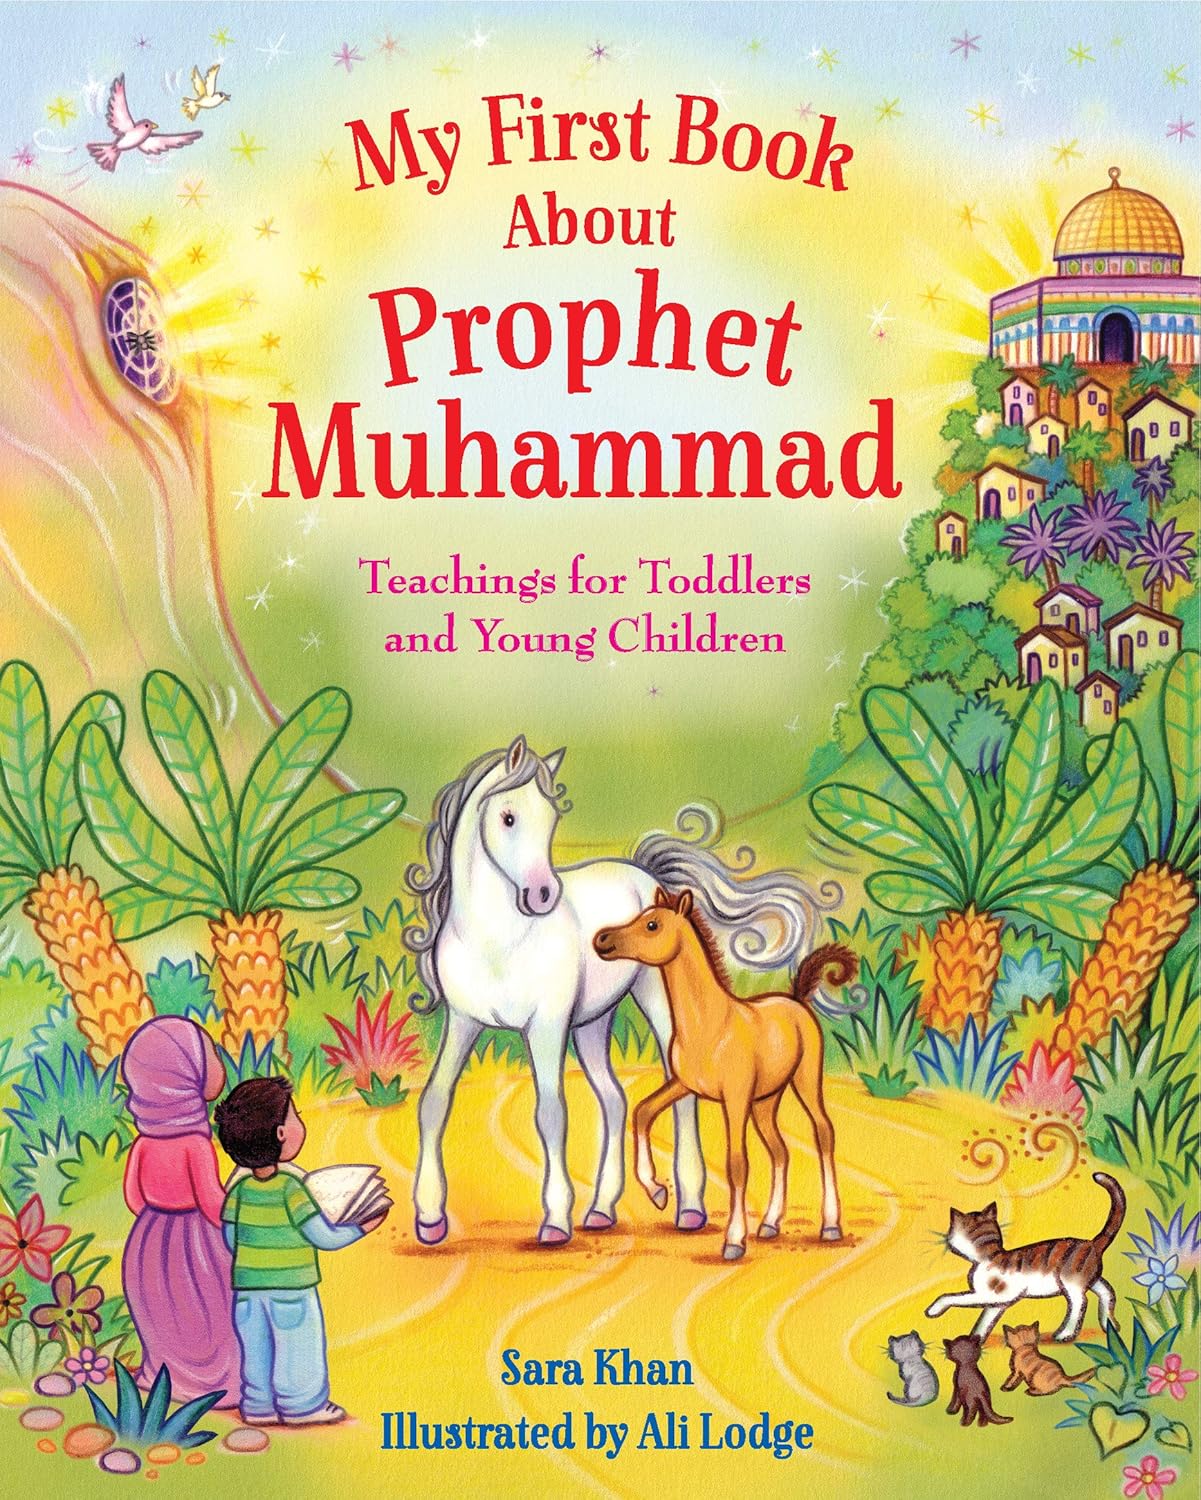 My First Book
About
Prophet
Muhammad
Teachings for Toddlers
and Young Children
Sara Khan
Illustrated by Ali Lodge